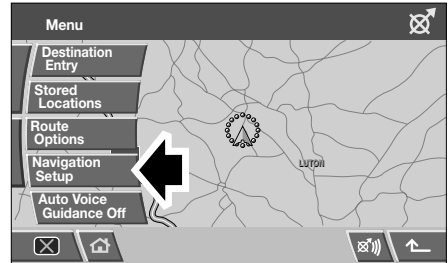 Menu
Destination
Entry
Stored
Locations
Route
Options
Navigation
Setup
Auto Voice
Guidance Off
LUTON